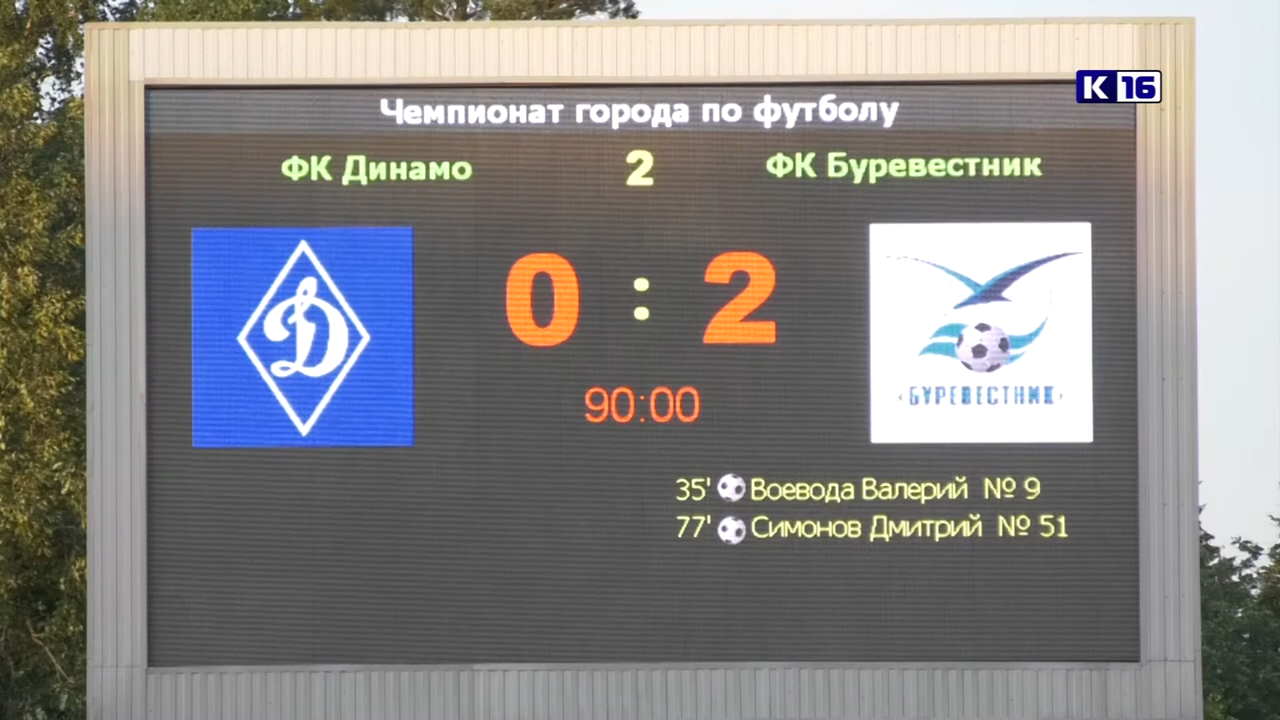 К 16
Чемпионат города по футболу
ФК Динамо 2 ФК Буревестник
Д
0 : 2
«БУРЕВЕСТНИК»
90:00
35' Воевода Валерий № 9
77' Симонов Дмитрий № 51